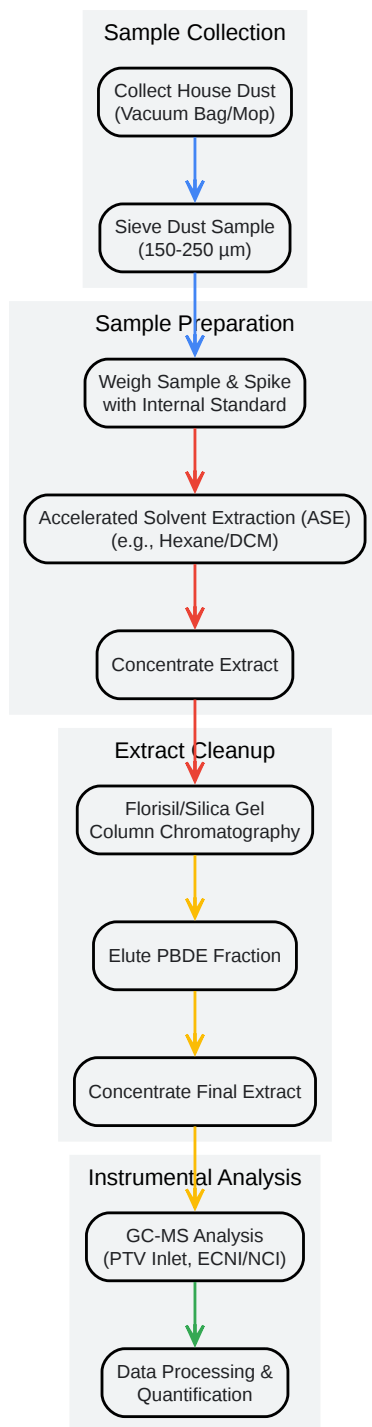 Sample Collection
Collect House Dust
(Vacuum Bag/Mop)
Sieve Dust Sample
(150-250 µm)
Sample Preparation
Weigh Sample & Spike
with Internal Standard
Accelerated Solvent Extraction (ASE)
(e.g., Hexane/DCM)
Concentrate Extract
Extract Cleanup
Florisil/Silica Gel
Column Chromatography
Elute PBDE Fraction
Concentrate Final Extract
Instrumental Analysis
GC-MS Analysis
(PTV Inlet, ECNI/NCI)
Data Processing &
Quantification